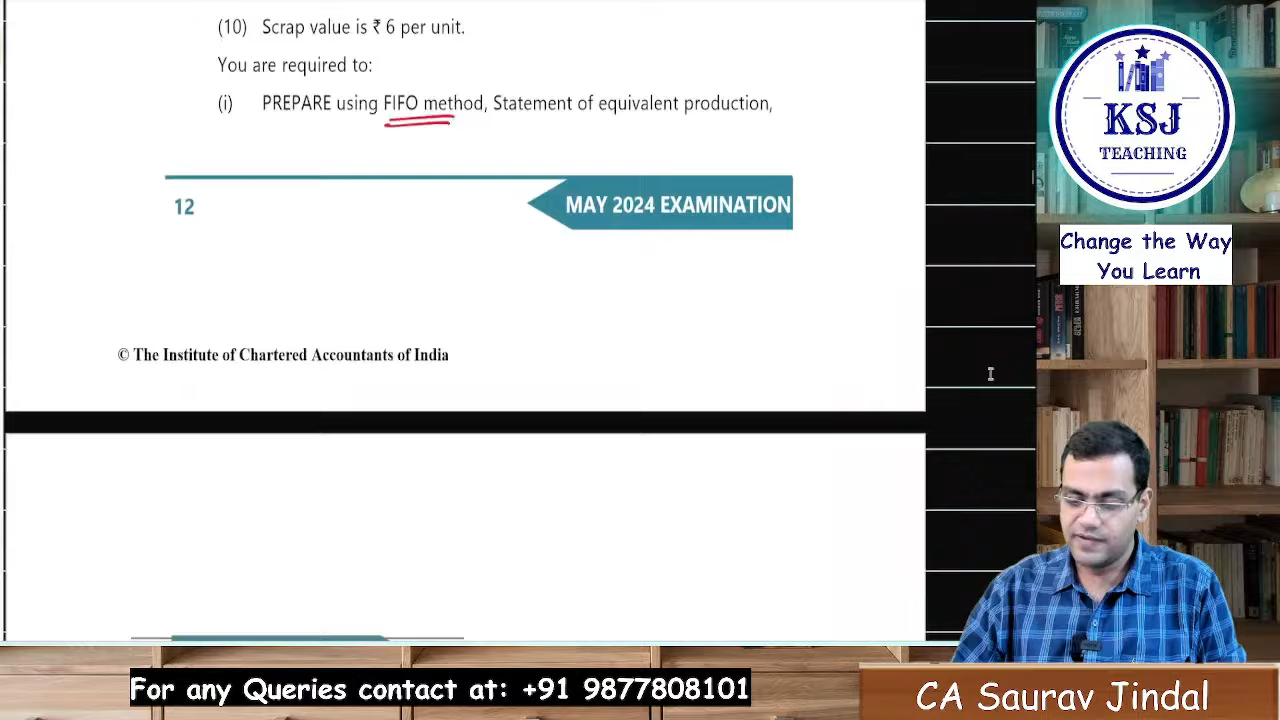 (10) Scrap value is ₹ 6 per unit.
You are required to:
(i) PREPARE using FIFO method, Statement of equivalent production,
12
MAY 2024 EXAMINATION
© The Institute of Chartered Accountants of India
KSJ
TEACHING
Change the Way
You Learn
For any Queries contact at: +91 9877808101
CA Saurav Jindal